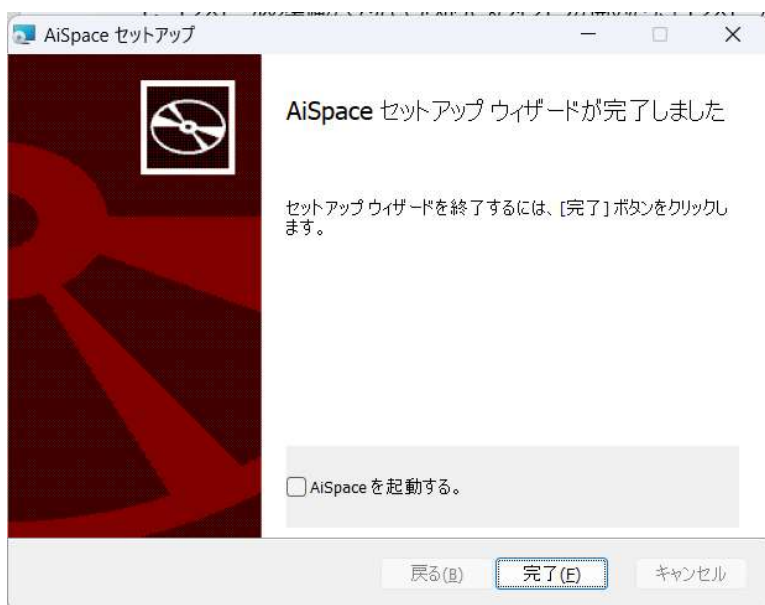 AiSpace セットアップ
AiSpace セットアップ ウィザードが完了しました
セットアップ ウィザードを終了するには、[完了] ボタンをクリックし
ます。
AiSpace を起動する。
戻る(B)
完了(F)
キャンセル